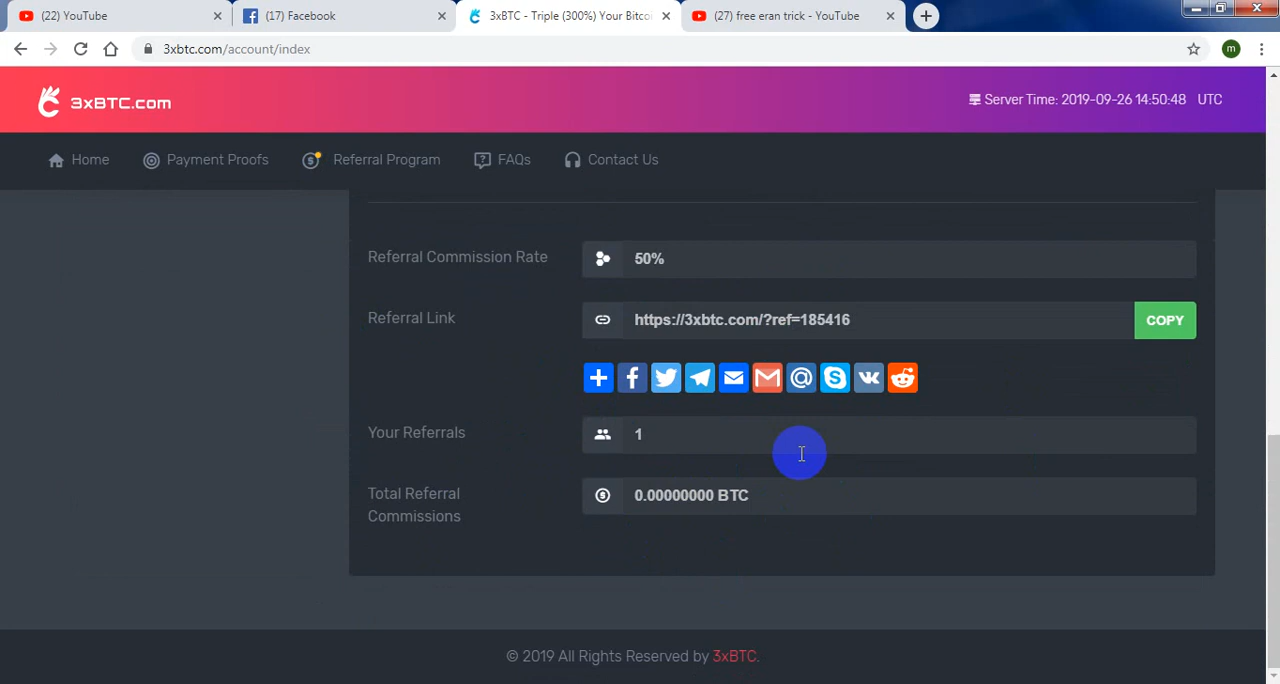 (22) YouTube
(17) Facebook
3xBTC - Triple (300%) Your Bitco
(27) free eran trick - YouTube
3xbtc.com/account/index
m
3xBTC.com
Server Time: 2019-09-26 14:50:48 UTC
Home
Payment Proofs
Referral Program
FAQs
Contact Us
Referral Commission Rate
50%
Referral Link
https://3xbtc.com/?ref=185416
COPY
Your Referrals
1
Total Referral
Commissions
0.00000000 BTC
© 2019 All Rights Reserved by 3xBTC.